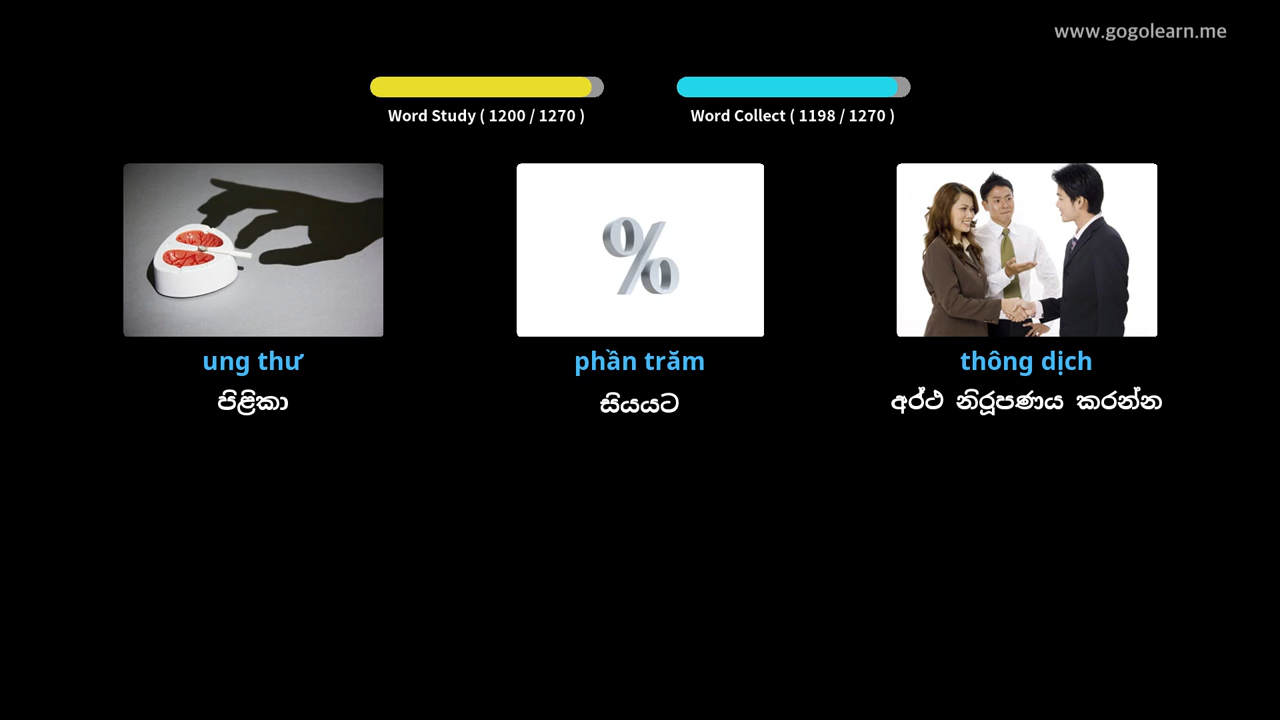 www.gogolearn.me
Word Study ( 1200 / 1270 )
Word Collect ( 1198 / 1270 )
%
ung thư
phần trăm
thông dịch
පිළිකා
සියයට
අර්ථ නිරූපණය කරන්න